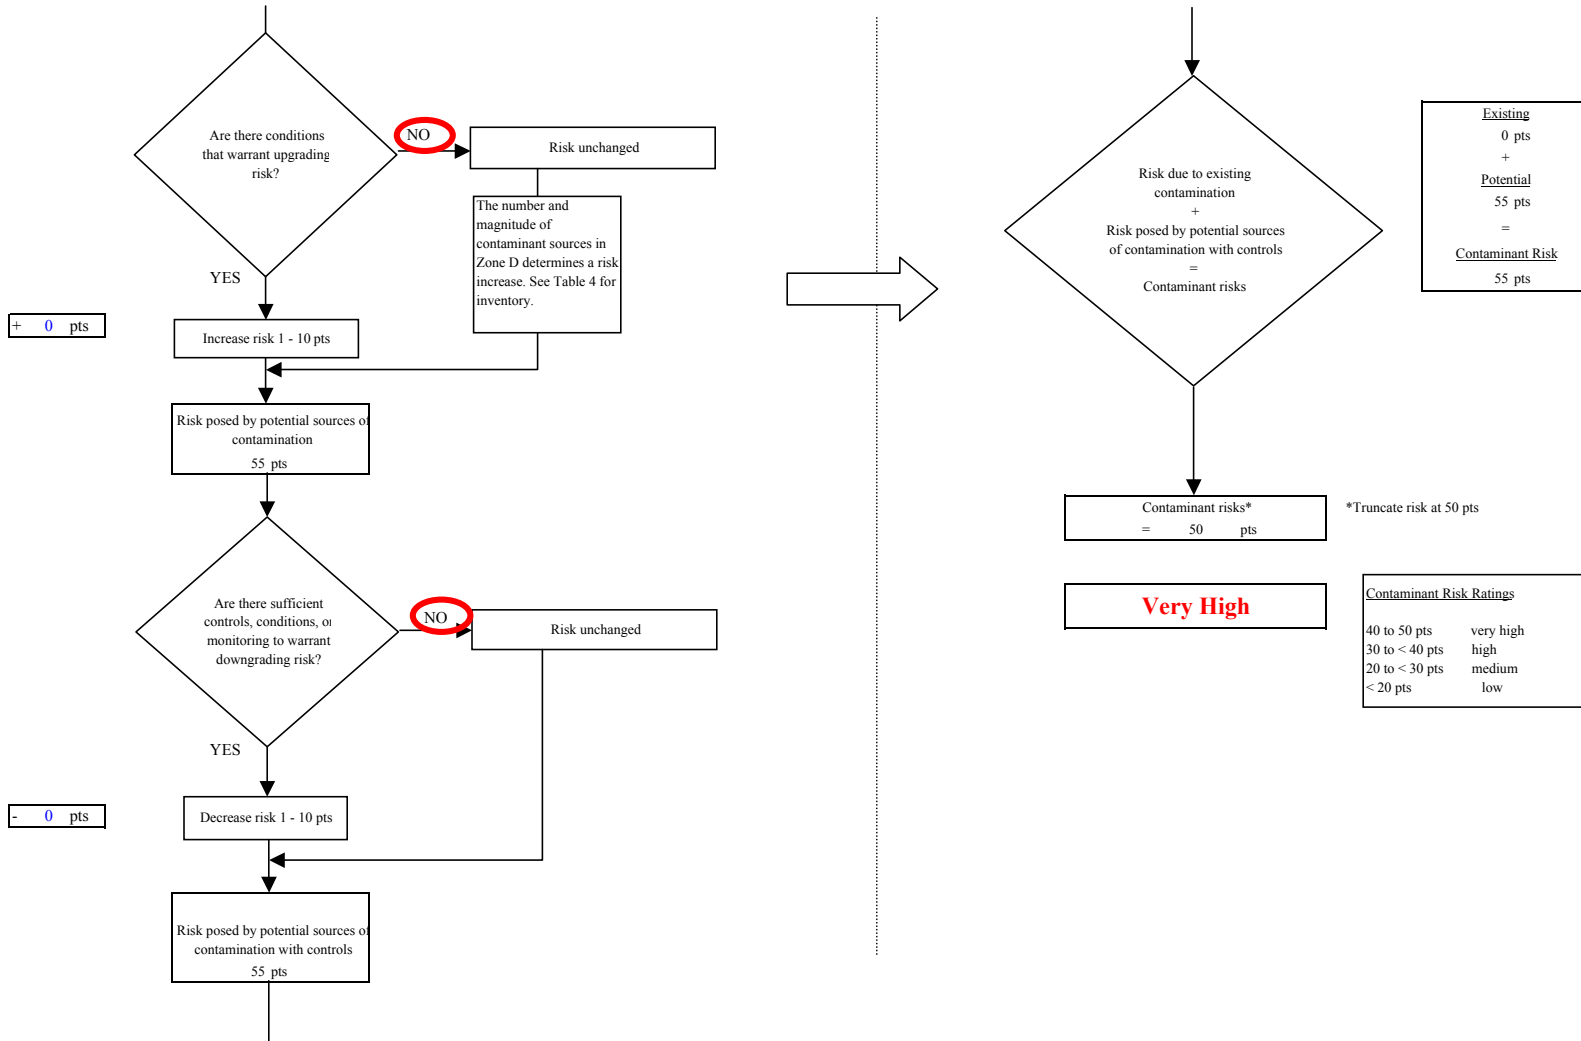 Are there conditions
that warrant upgrading
risk?
NO
Risk unchanged
The number and
magnitude of
contaminant sources in
Zone D determines a risk
increase. See Table 4 for
inventory.
YES
+ 0 pts
Increase risk 1 - 10 pts
Risk posed by potential sources of
contamination
55 pts
Are there sufficient
controls, conditions, or
monitoring to warrant
downgrading risk?
NO
Risk unchanged
YES
- 0 pts
Decrease risk 1 - 10 pts
Risk posed by potential sources of
contamination with controls
55 pts
Risk due to existing
contamination
+
Risk posed by potential sources
of contamination with controls
=
Contaminant risks
Existing
0 pts
+
Potential
55 pts
=
Contaminant Risk
55 pts
Contaminant risks*
= 50 pts
*Truncate risk at 50 pts
Very High
Contaminant Risk Ratings
40 to 50 pts very high
30 to < 40 pts high
20 to < 30 pts medium
< 20 pts low